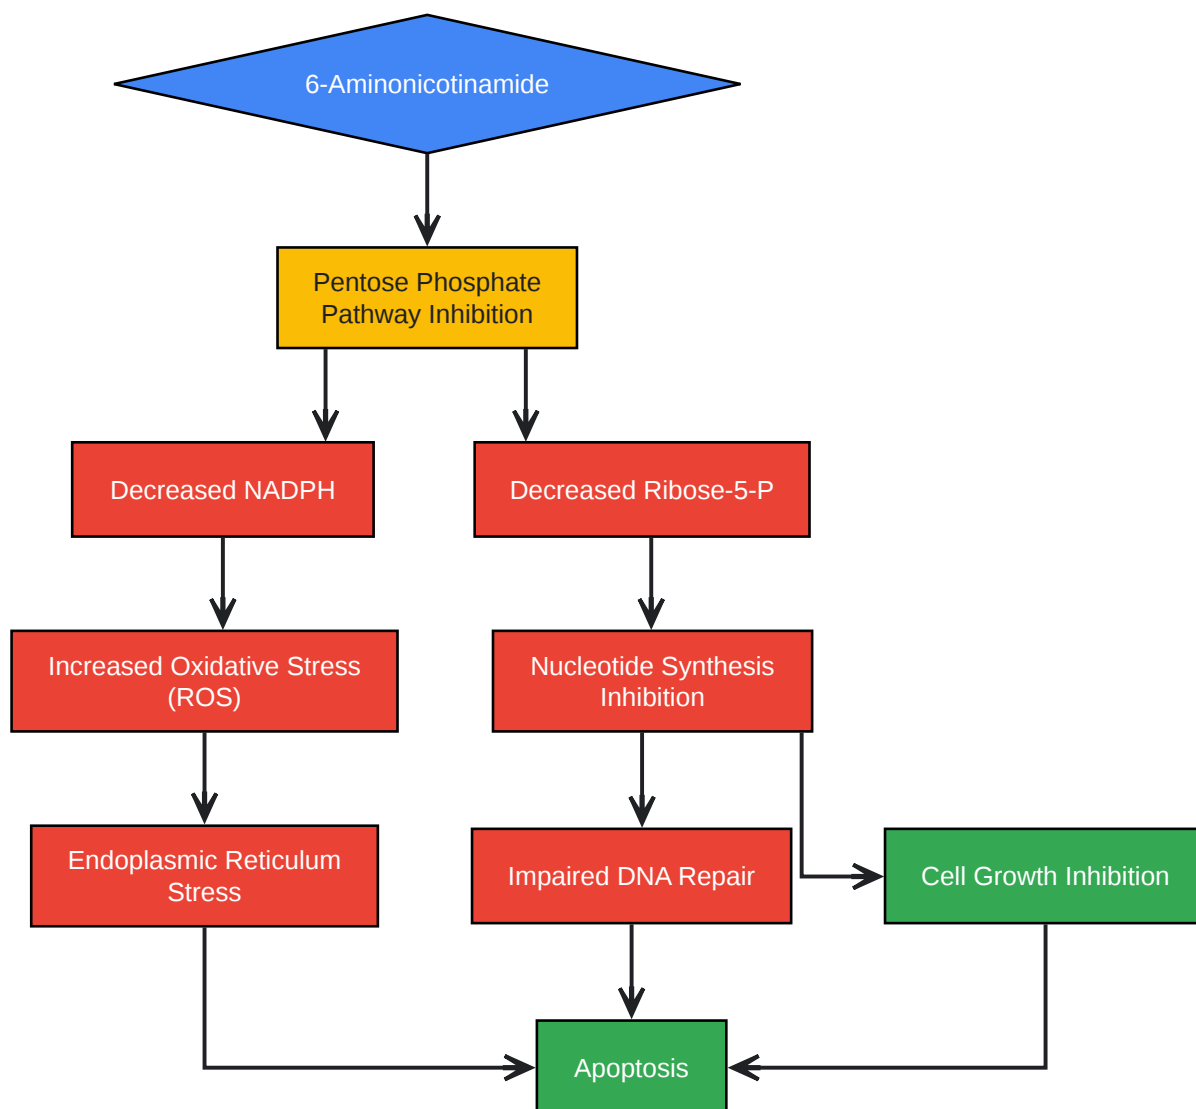 6-Aminonicotinamide
Pentose Phosphate
Pathway Inhibition
Decreased NADPH
Decreased Ribose-5-P
Increased Oxidative Stress
(ROS)
Nucleotide Synthesis
Inhibition
Endoplasmic Reticulum
Stress
Impaired DNA Repair
Cell Growth Inhibition
Apoptosis